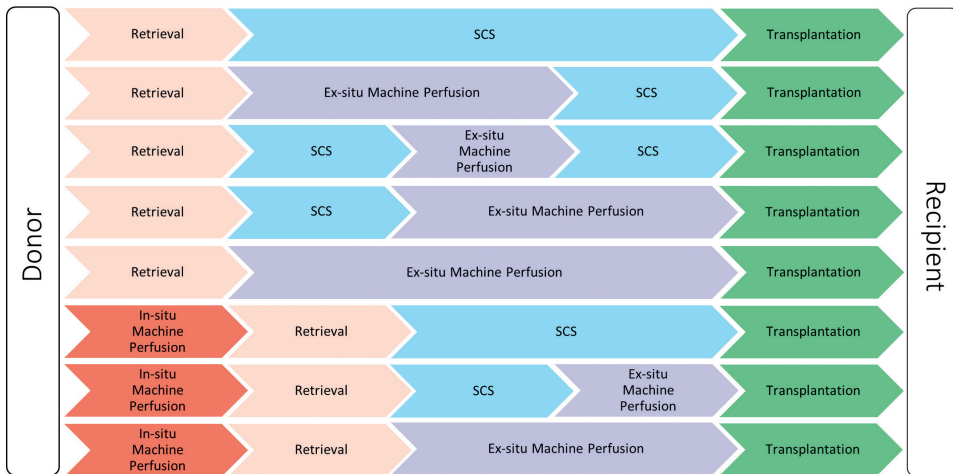 Donor
Retrieval
SCS
Transplantation
Retrieval
Ex-situ Machine Perfusion
SCS
Transplantation
Retrieval
SCS
Ex-situ
Machine
Perfusion
SCS
Transplantation
Retrieval
SCS
Ex-situ Machine Perfusion
Transplantation
Retrieval
Ex-situ Machine Perfusion
Transplantation
In-situ
Machine
Perfusion
Retrieval
SCS
Transplantation
In-situ
Machine
Perfusion
Retrieval
SCS
Ex-situ
Machine
Perfusion
Transplantation
In-situ
Machine
Perfusion
Retrieval
Ex-situ Machine Perfusion
Transplantation
Recipient